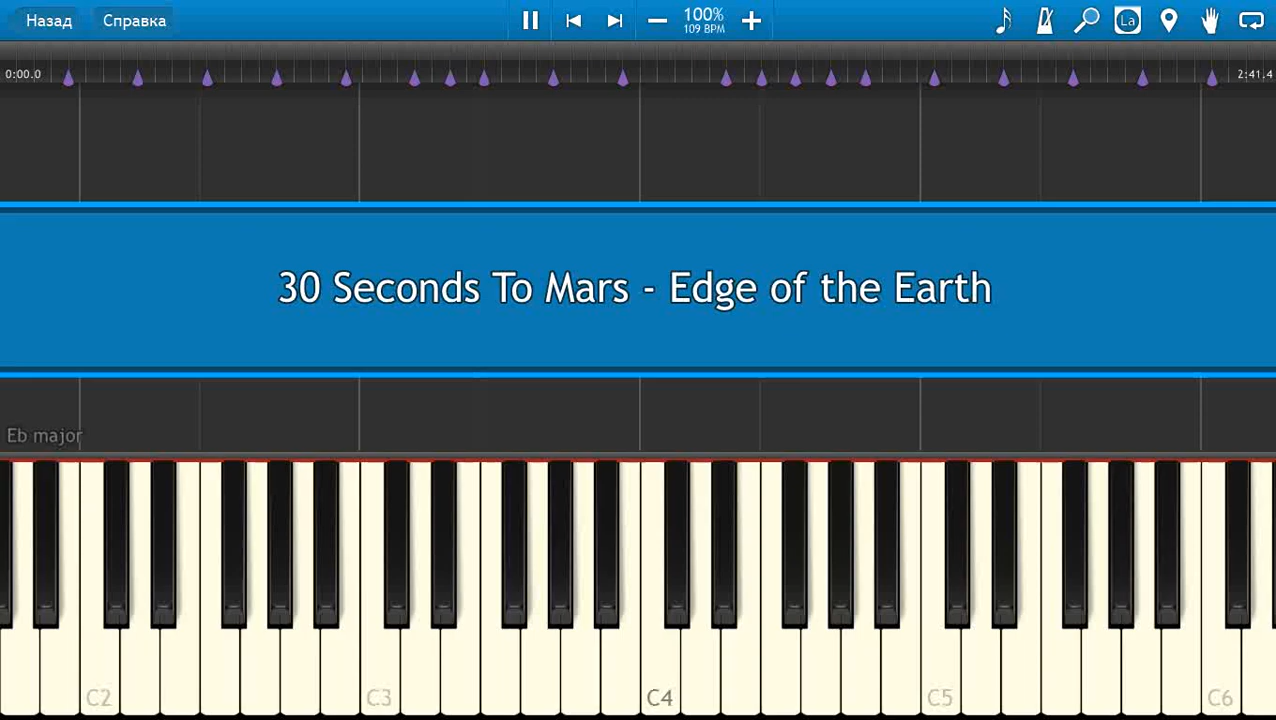 Назад Справка 100% La
109 BPM
0:00.0 2:41.4
30 Seconds To Mars - Edge of the Earth
Eb major
C2 C3 C4 C5 C6